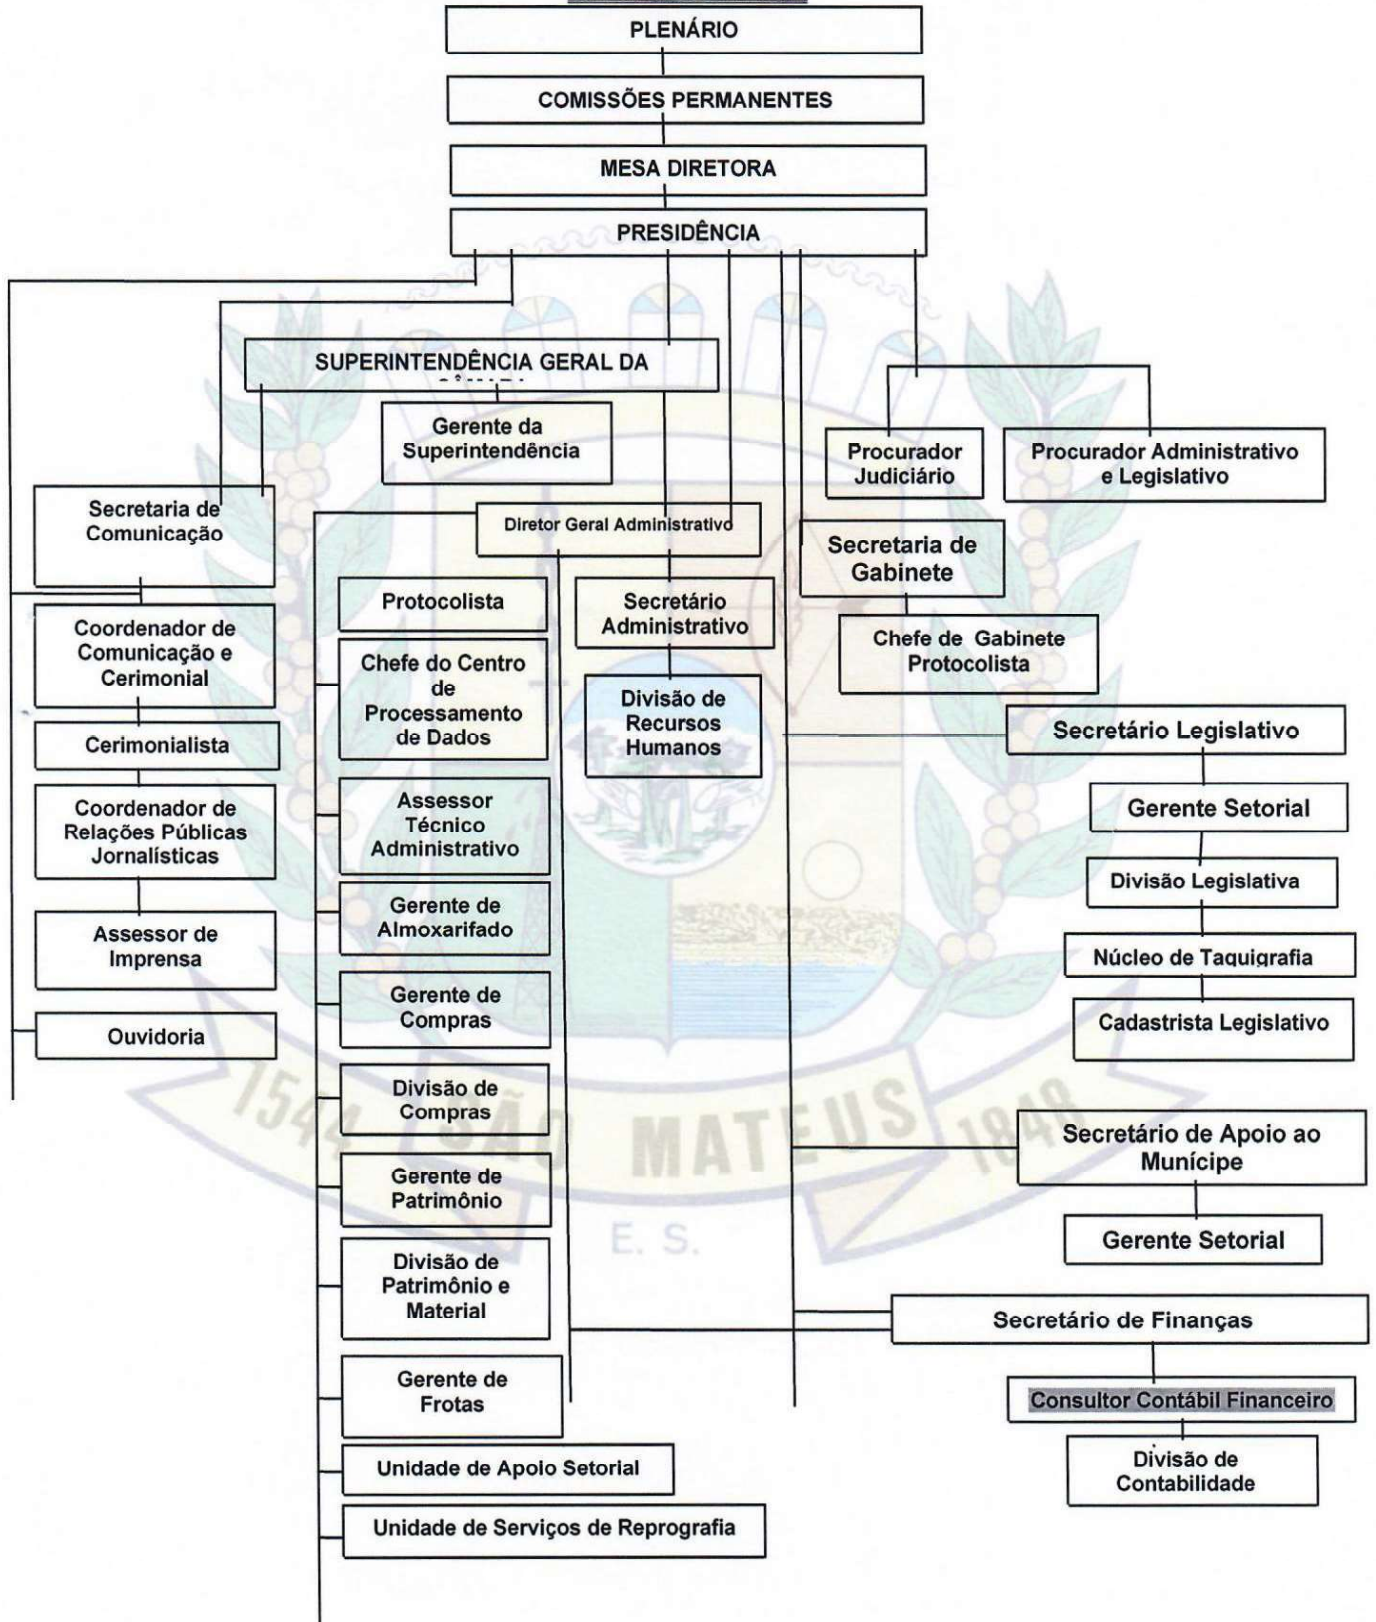 PLENÁRIO
COMISSÕES PERMANENTES
MESA DIRETORA
PRESIDÊNCIA
SUPERINTENDÊNCIA GERAL DA
Gerente da
Superintendência
Procurador
Judiciário
Procurador Administrativo
e Legislativo
Secretaria de
Comunicação
Coordenador de
Comunicação e
Cerimonial
Cerimonialista
Coordenador de
Relações Públicas
Jornalísticas
Assessor de
Imprensa
Ouvidoria
Diretor Geral Administrativo
Protocolista
Chefe do Centro
de
Processamento
de Dados
Assessor
Técnico
Administrativo
Gerente de
Almoxarifado
Gerente de
Compras
Divisão de
Compras
Gerente de
Patrimônio
Divisão de
Patrimônio e
Material
Gerente de
Frotas
Unidade de Apoio Setorial
Unidade de Serviços de Reprografia
Secretário
Administrativo
Divisão de
Recursos
Humanos
Secretaria de
Gabinete
Chefe de Gabinete
Protocolista
Secretário Legislativo
Gerente Setorial
Divisão Legislativa
Núcleo de Taquigrafia
Cadastrista Legislativo
Secretário de Apoio ao
Munícipe
Gerente Setorial
Secretário de Finanças
Consultor Contábil Financeiro
Divisão de
Contabilidade
1544 SÃO MATEUS 1848
E. S.